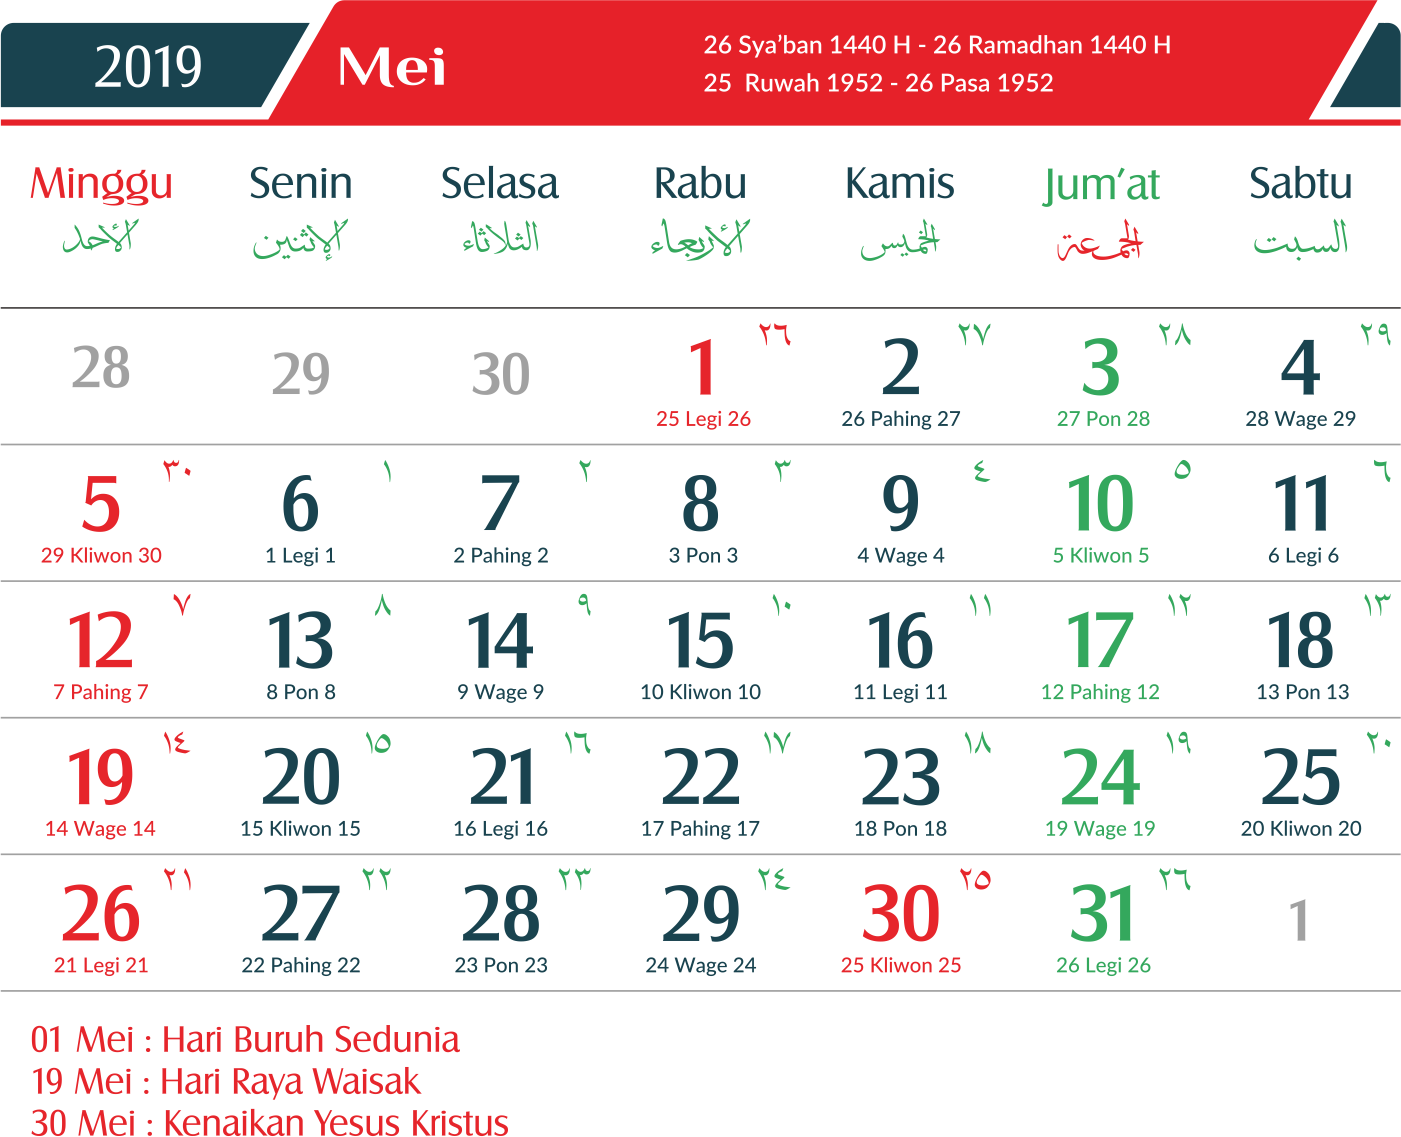 2019
Mei
26 Sya’ban 1440 H - 26 Ramadhan 1440 H
25 Ruwah 1952 - 26 Pasa 1952
Minggu Senin Selasa Rabu Kamis Jum’at Sabtu
الأحد الإثنين الثلاثاء الأربعاء الخميس الجمعة السبت
٢٦ ٢٧ ٢٨ ٢٩
28 29 30 1 2 3 4
25 Legi 26 26 Pahing 27 27 Pon 28 28 Wage 29
٣٠ ١ ٢ ٣ ٤ ٥ ٦
5 6 7 8 9 10 11
29 Kliwon 30 1 Legi 1 2 Pahing 2 3 Pon 3 4 Wage 4 5 Kliwon 5 6 Legi 6
٧ ٨ ٩ ١٠ ١١ ١٢ ١٣
12 13 14 15 16 17 18
7 Pahing 7 8 Pon 8 9 Wage 9 10 Kliwon 10 11 Legi 11 12 Pahing 12 13 Pon 13
١٤ ١٥ ١٦ ١٧ ١٨ ١٩ ٢٠
19 20 21 22 23 24 25
14 Wage 14 15 Kliwon 15 16 Legi 16 17 Pahing 17 18 Pon 18 19 Wage 19 20 Kliwon 20
٢١ ٢٢ ٢٣ ٢٤ ٢٥ ٢٦
26 27 28 29 30 31 1
21 Legi 21 22 Pahing 22 23 Pon 23 24 Wage 24 25 Kliwon 25 26 Legi 26
01 Mei : Hari Buruh Sedunia
19 Mei : Hari Raya Waisak
30 Mei : Kenaikan Yesus Kristus